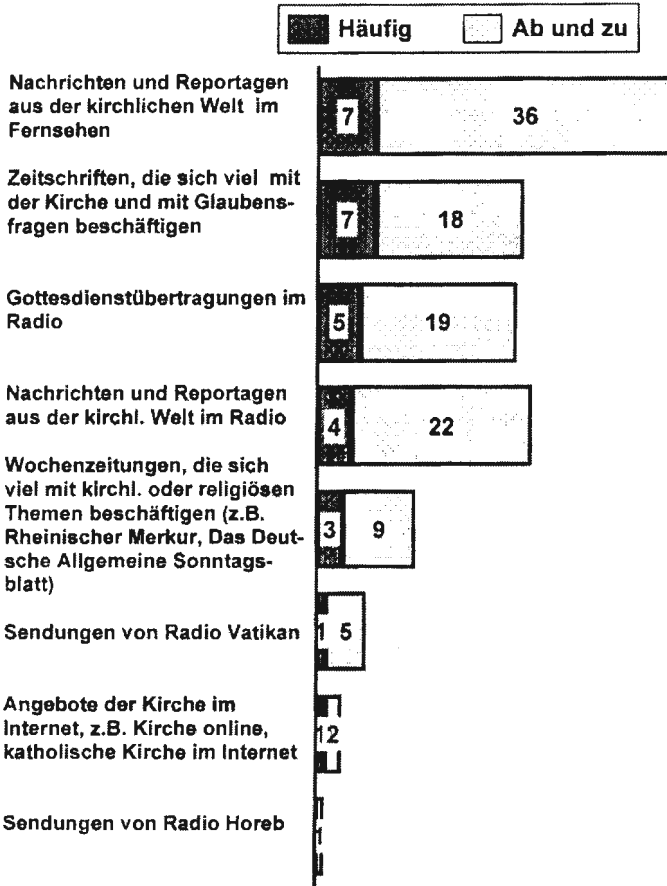 Häufig
Ab und zu
Nachrichten und Reportagen
aus der kirchlichen Welt im
Fernsehen
7
36
Zeitschriften, die sich viel mit
der Kirche und mit Glaubens-
fragen beschäftigen
7
18
Gottesdienstübertragungen im
Radio
5
19
Nachrichten und Reportagen
aus der kirchl. Welt im Radio
4
22
Wochenzeitungen, die sich
viel mit kirchl. oder religiösen
Themen beschäftigen (z.B.
Rheinischer Merkur, Das Deut-
sche Allgemeine Sonntags-
blatt)
3
9
Sendungen von Radio Vatikan
1
5
Angebote der Kirche im
Internet, z.B. Kirche online,
katholische Kirche im Internet
1
2
Sendungen von Radio Horeb
1